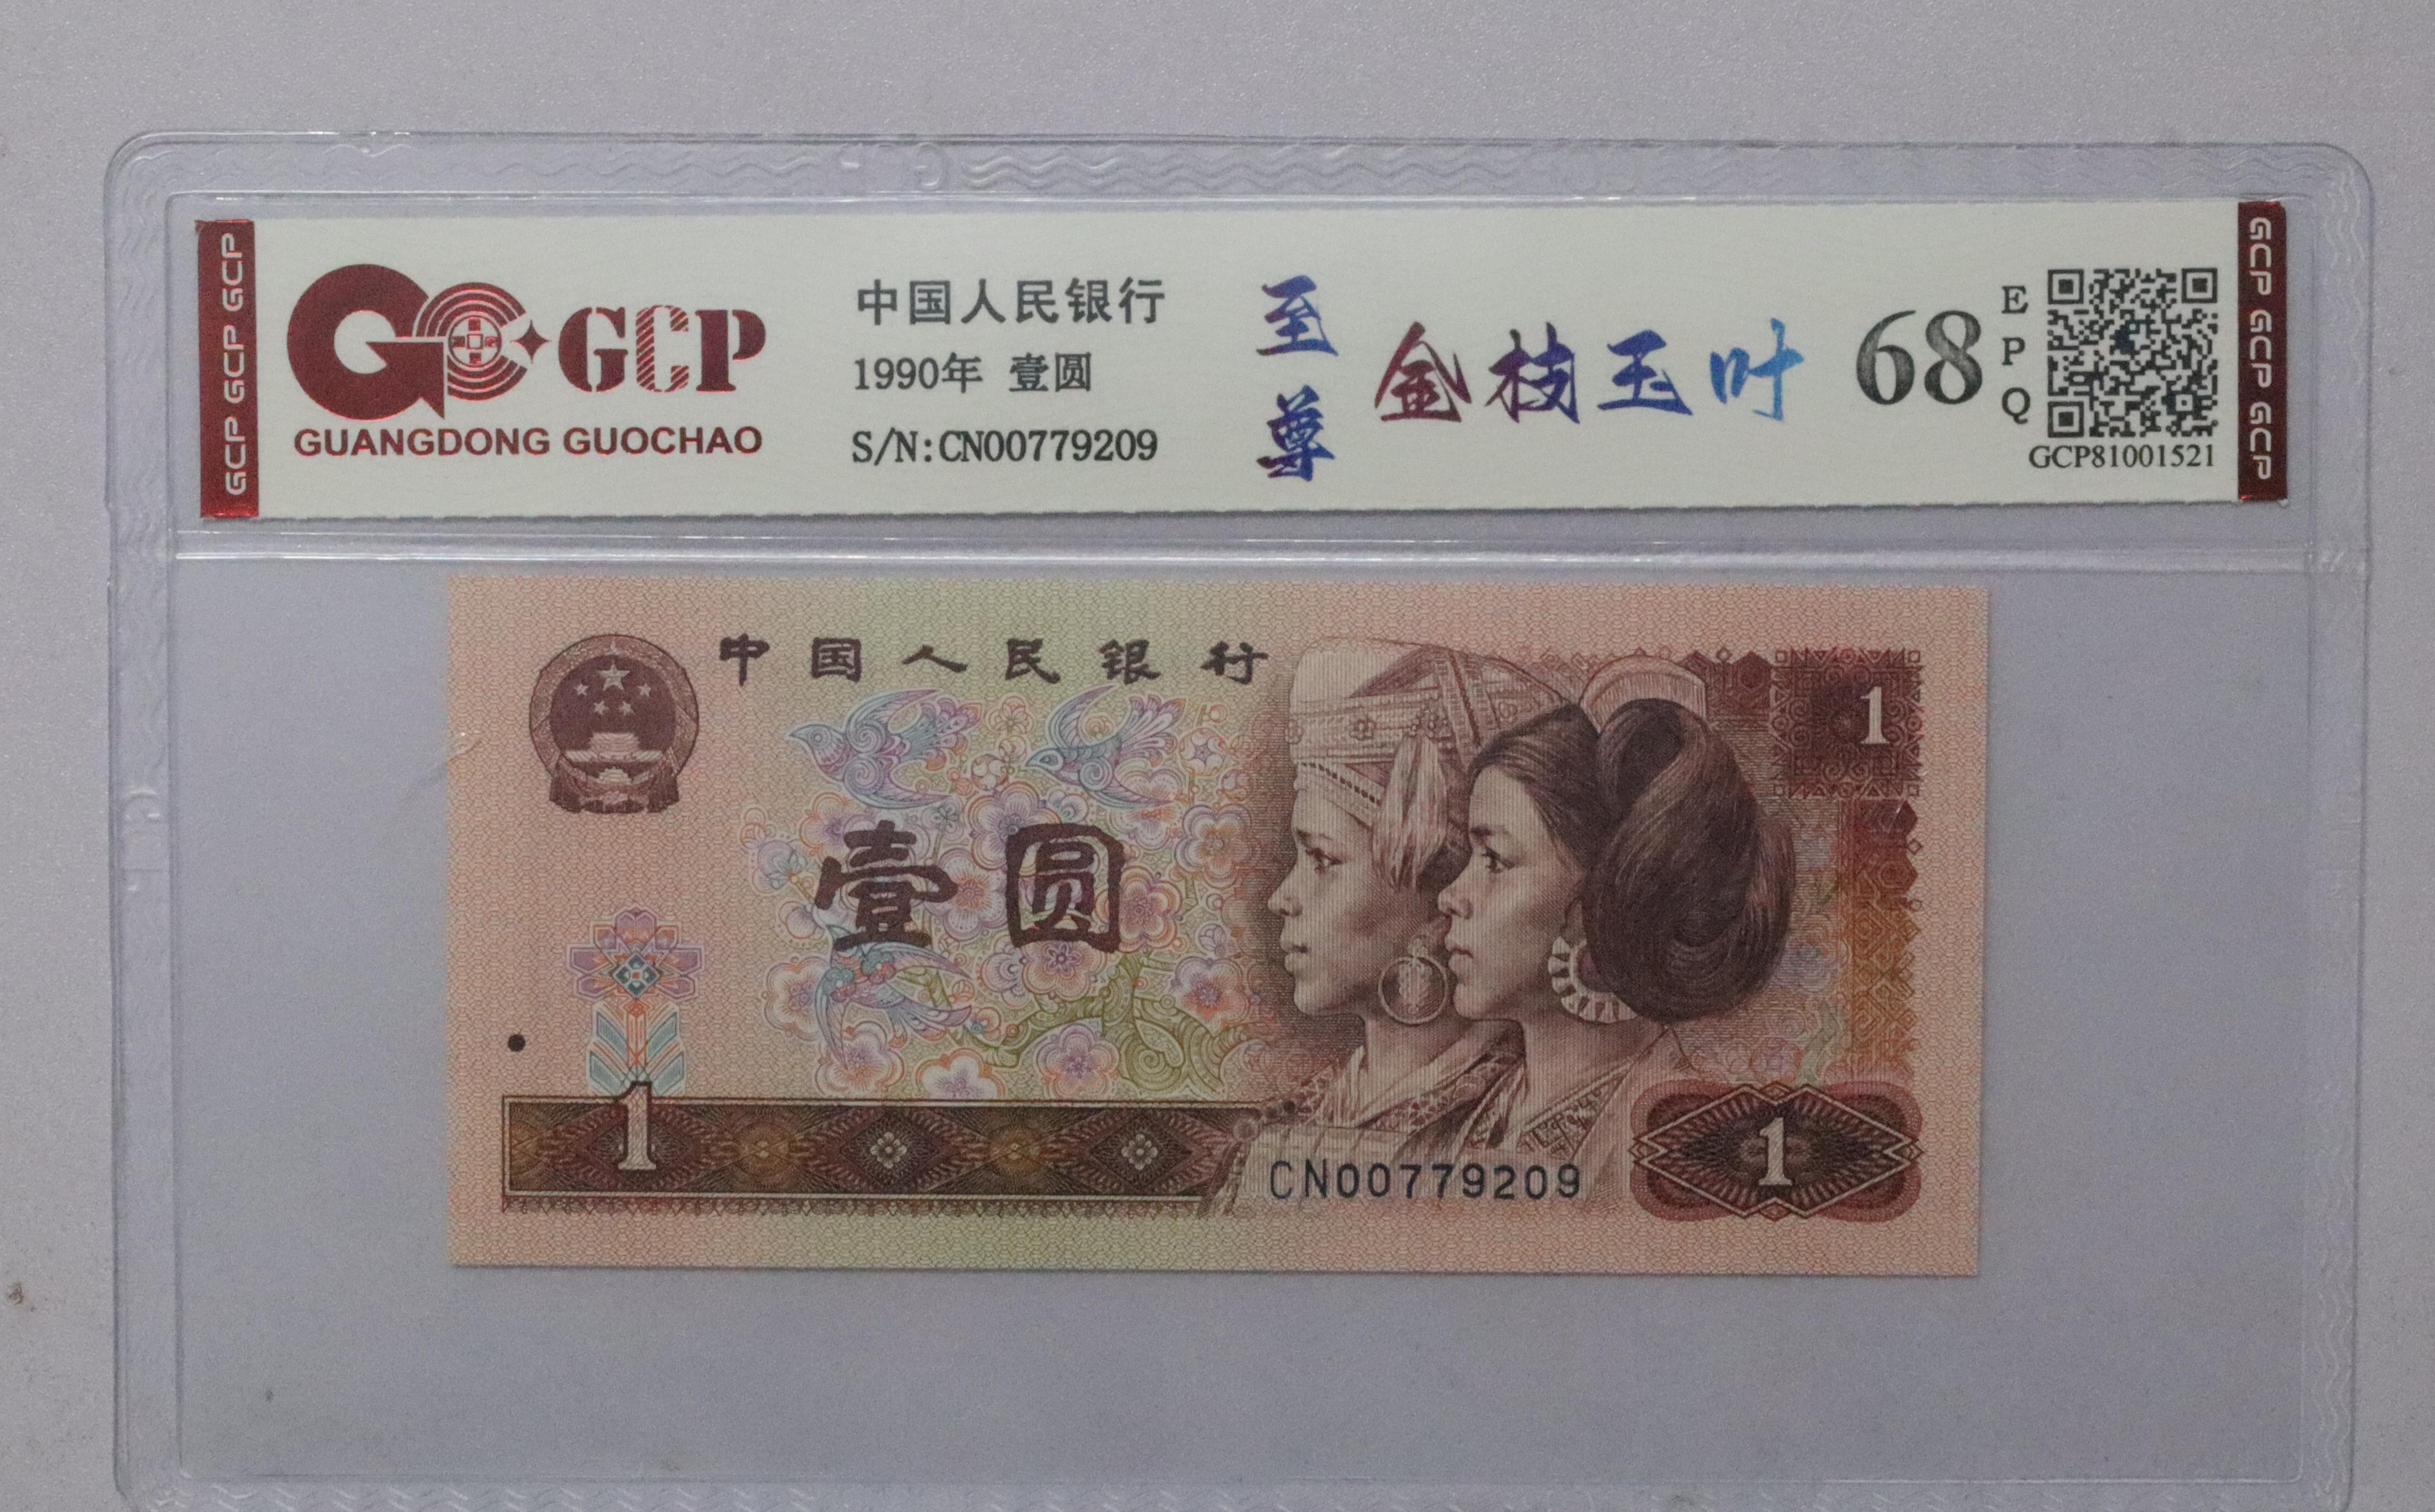 GCP GCP GCP
GCP
GUANGDONG GUOCHAO
中国人民银行
1990年 壹圆
S/N:CN00779209
至尊
金枝玉叶
68
EPQ
GCP81001521
GCP GCP GCP
中国人民银行
1
壹圆
1
CN00779209
1